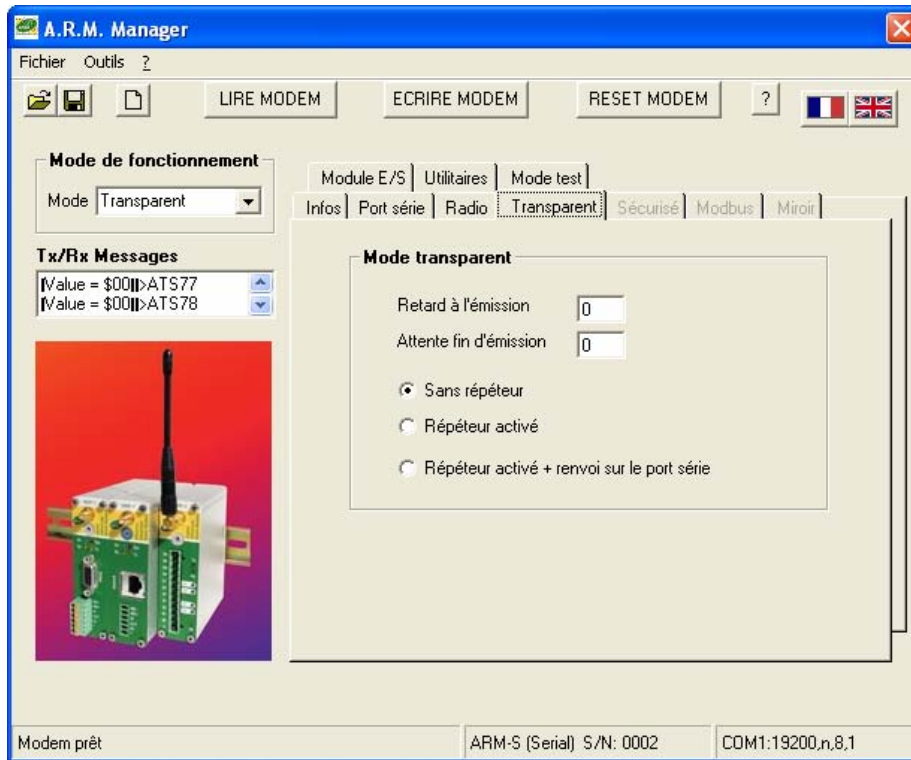 A.R.M. Manager
Fichier Outils ?
LIRE MODEM ECRIRE MODEM RESET MODEM ?
Mode de fonctionnement
Mode Transparent
Module E/S Utilitaires Mode test
Infos Port série Radio Transparent Sécurisé Modbus Miroir
Tx/Rx Messages
Value = $00||>ATS77
Value = $00||>ATS78
Mode transparent
Retard à l'émission 0
Attente fin d'émission 0
Sans répéteur
Répéteur activé
Répéteur activé + renvoi sur le port série
Modem prêt
ARM-S (Serial) S/N: 0002
COM1:19200,n,8,1